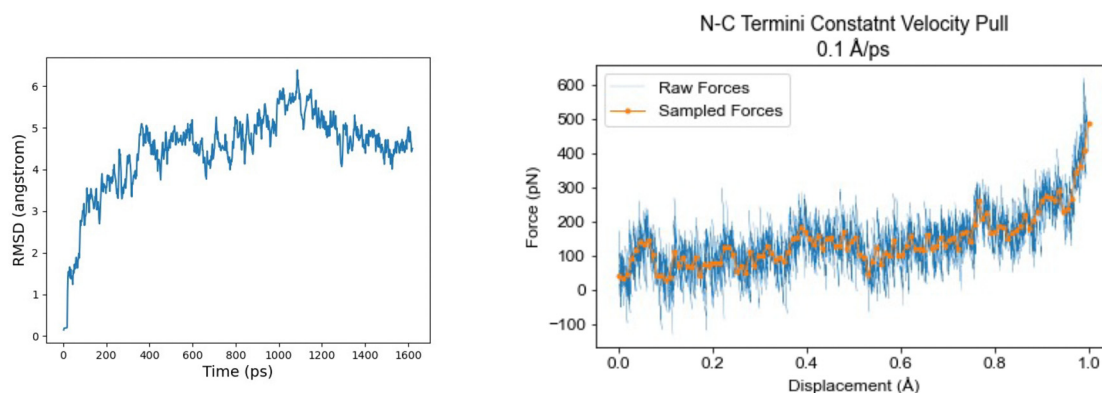 6
5
4
3
2
1
0
RMSD (angstrom)
0 200 400 600 800 1000 1200 1400 1600
Time (ps)
N-C Termini Constatnt Velocity Pull
0.1 Å/ps
Raw Forces
Sampled Forces
600
500
400
300
200
100
0
−100
Force (pN)
0.0 0.2 0.4 0.6 0.8 1.0
Displacement (Å)